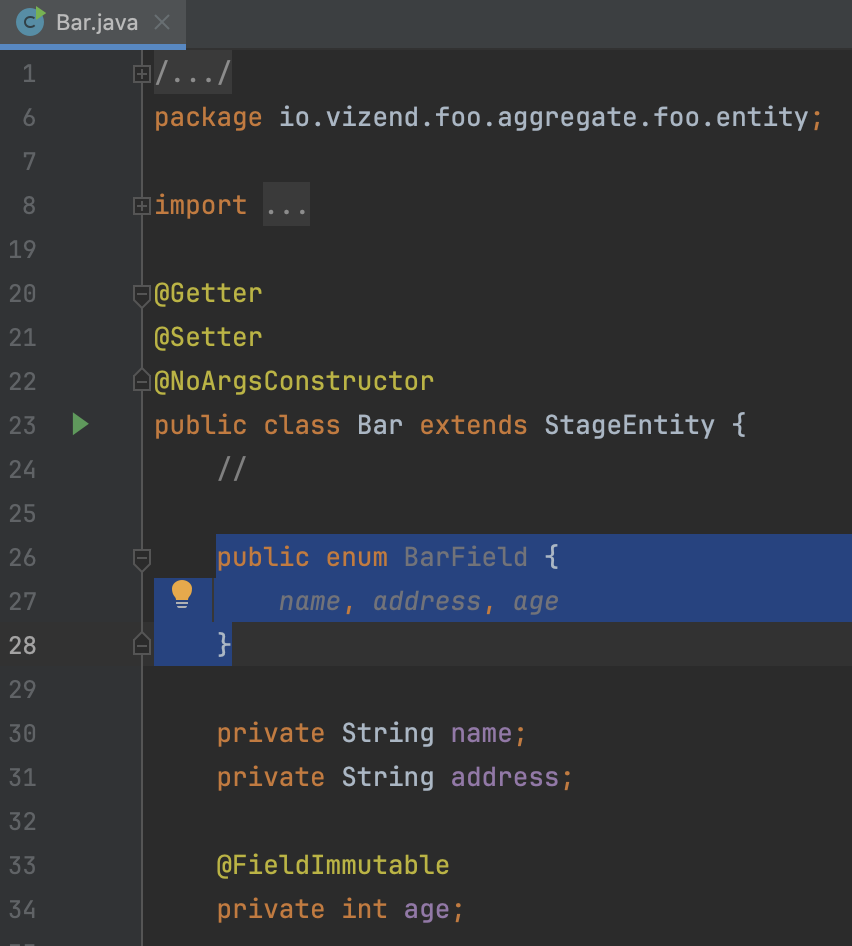 Bar.java
1 /.../
6 package io.vizend.foo.aggregate.foo.entity;
7
8 import ...
19
20 @Getter
21 @Setter
22 @NoArgsConstructor
23 public class Bar extends StageEntity {
24 //
25
26 public enum BarField {
27 name, address, age
28 }
29
30 private String name;
31 private String address;
32
33 @FieldImmutable
34 private int age;